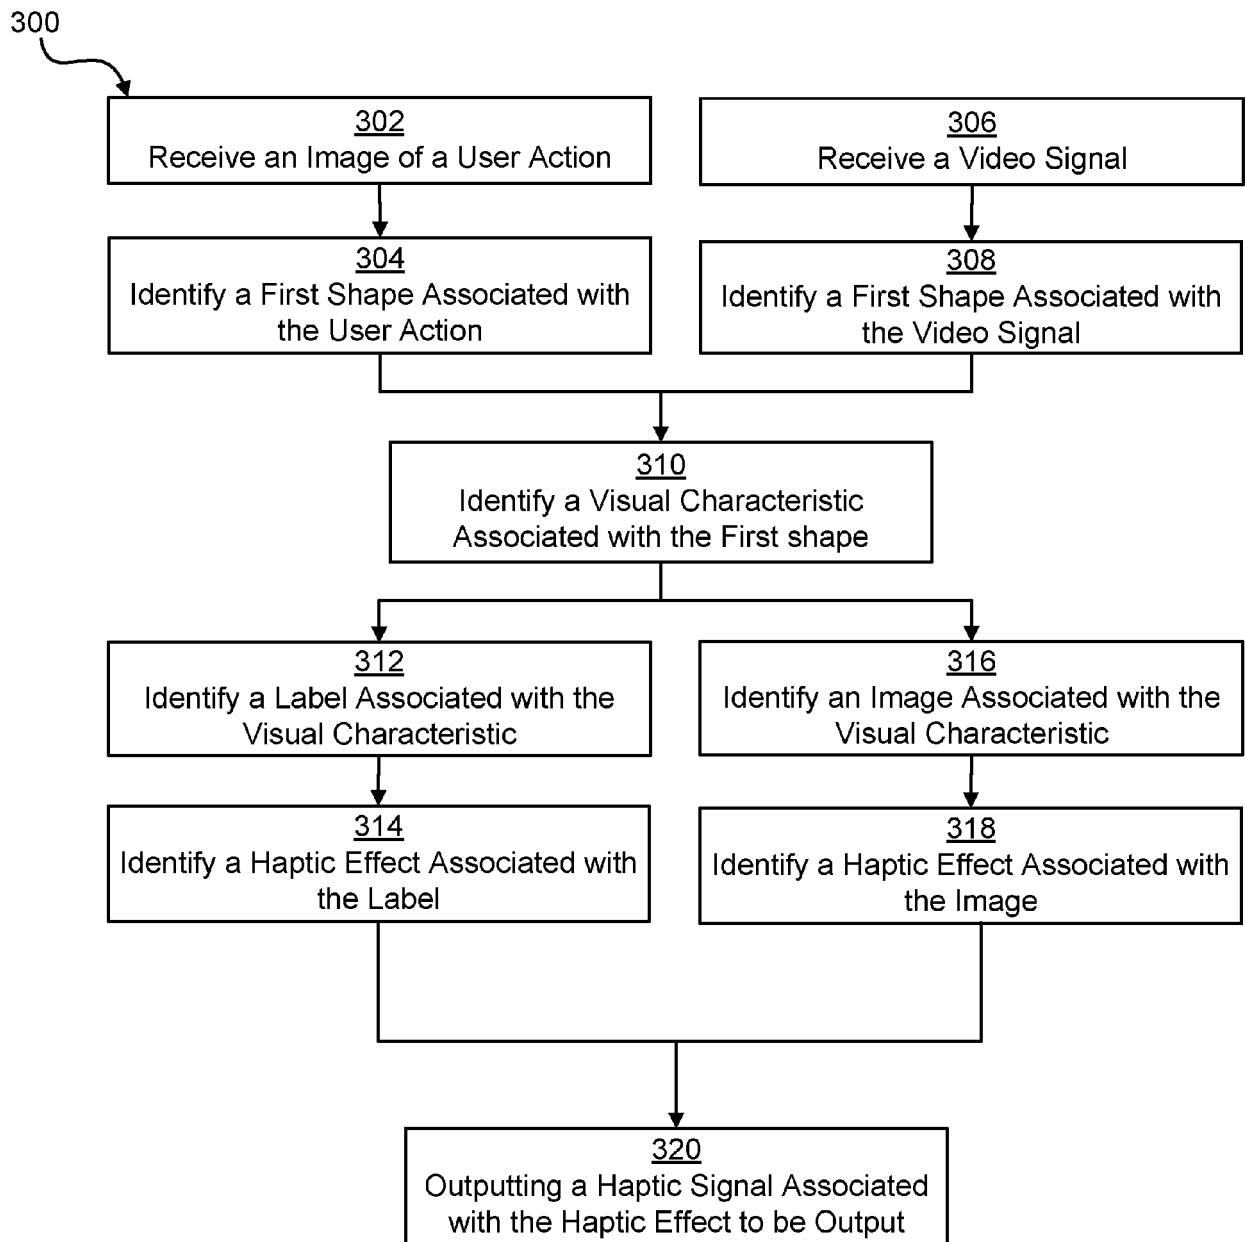 300
302
Receive an Image of a User Action
306
Receive a Video Signal
304
Identify a First Shape Associated with
the User Action
308
Identify a First Shape Associated with
the Video Signal
310
Identify a Visual Characteristic
Associated with the First shape
312
Identify a Label Associated with the
Visual Characteristic
316
Identify an Image Associated with the
Visual Characteristic
314
Identify a Haptic Effect Associated with
the Label
318
Identify a Haptic Effect Associated with
the Image
320
Outputting a Haptic Signal Associated
with the Haptic Effect to be Output